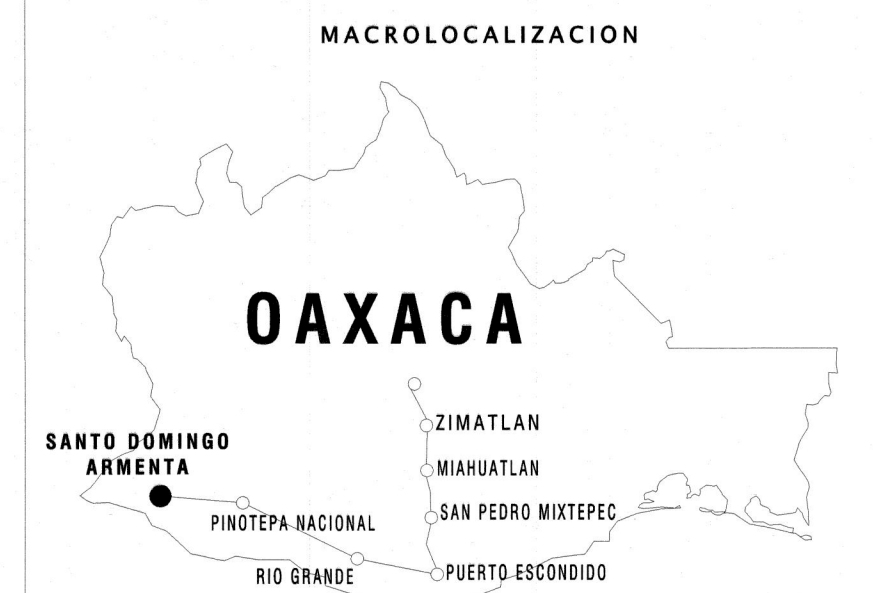 MACROLOCALIZACION
OAXACA
ZIMATLAN
SANTO DOMINGO
ARMENTA
MIAHUATLAN
SAN PEDRO MIXTEPEC
PINOTEPA NACIONAL
RIO GRANDE
PUERTO ESCONDIDO